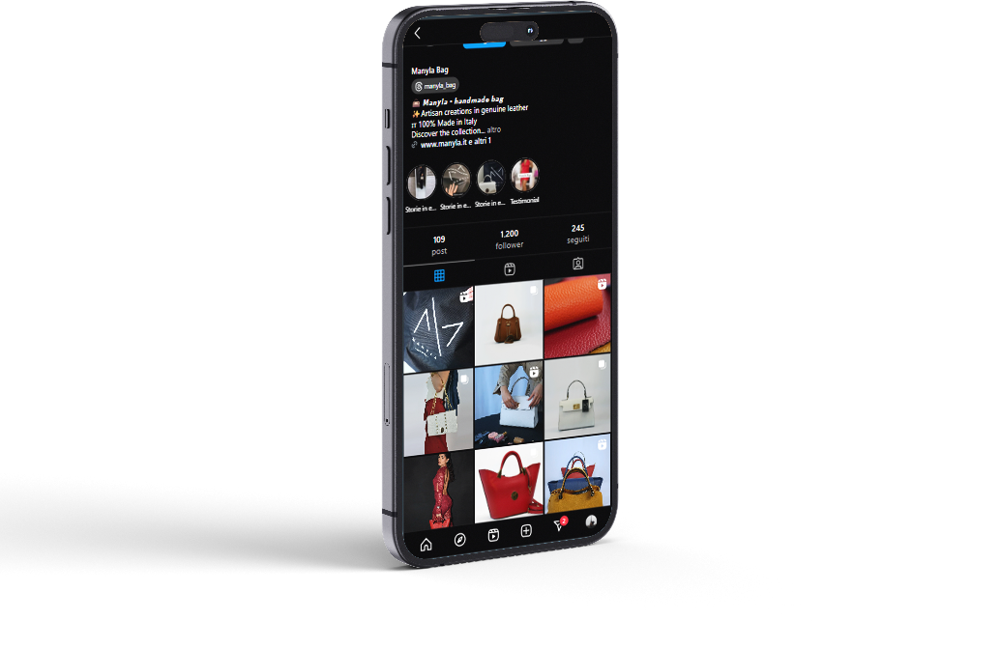 Manyla Bag
manyla_bag
Manyla • handmade bag
Artisan creations in genuine leather
IT 100% Made in Italy
Discover the collection... altro
www.manyla.it e altri 1
Storie in e... Storie in e... Storie in e... Testimonial
109 1.200 245
post follower seguiti
2